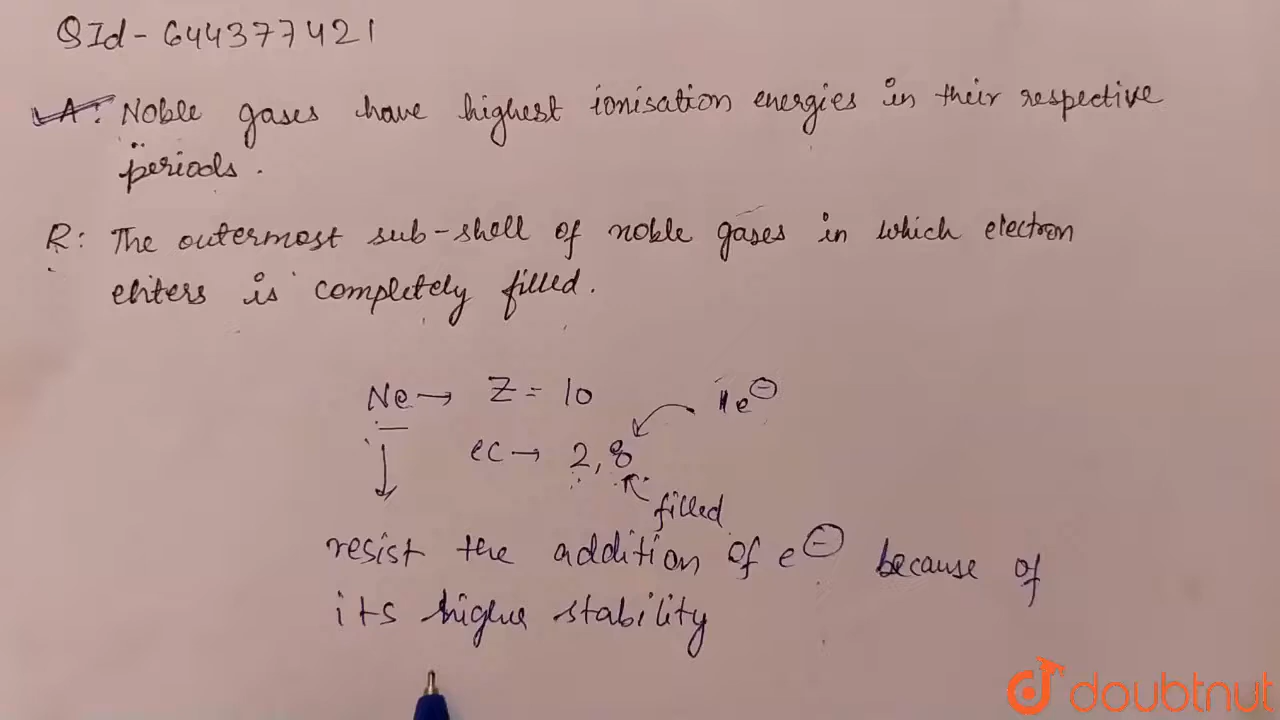 QId - 644377421
A: Noble gases have highest ionisation energies in their respective
periods.
R: The outermost sub-shell of noble gases in which electron
enters is completely filled.
Ne → Z = 10 1e⊖
ec → 2,8
filled
resist the addition of e⊖ because of
its higher stability
doubtnut